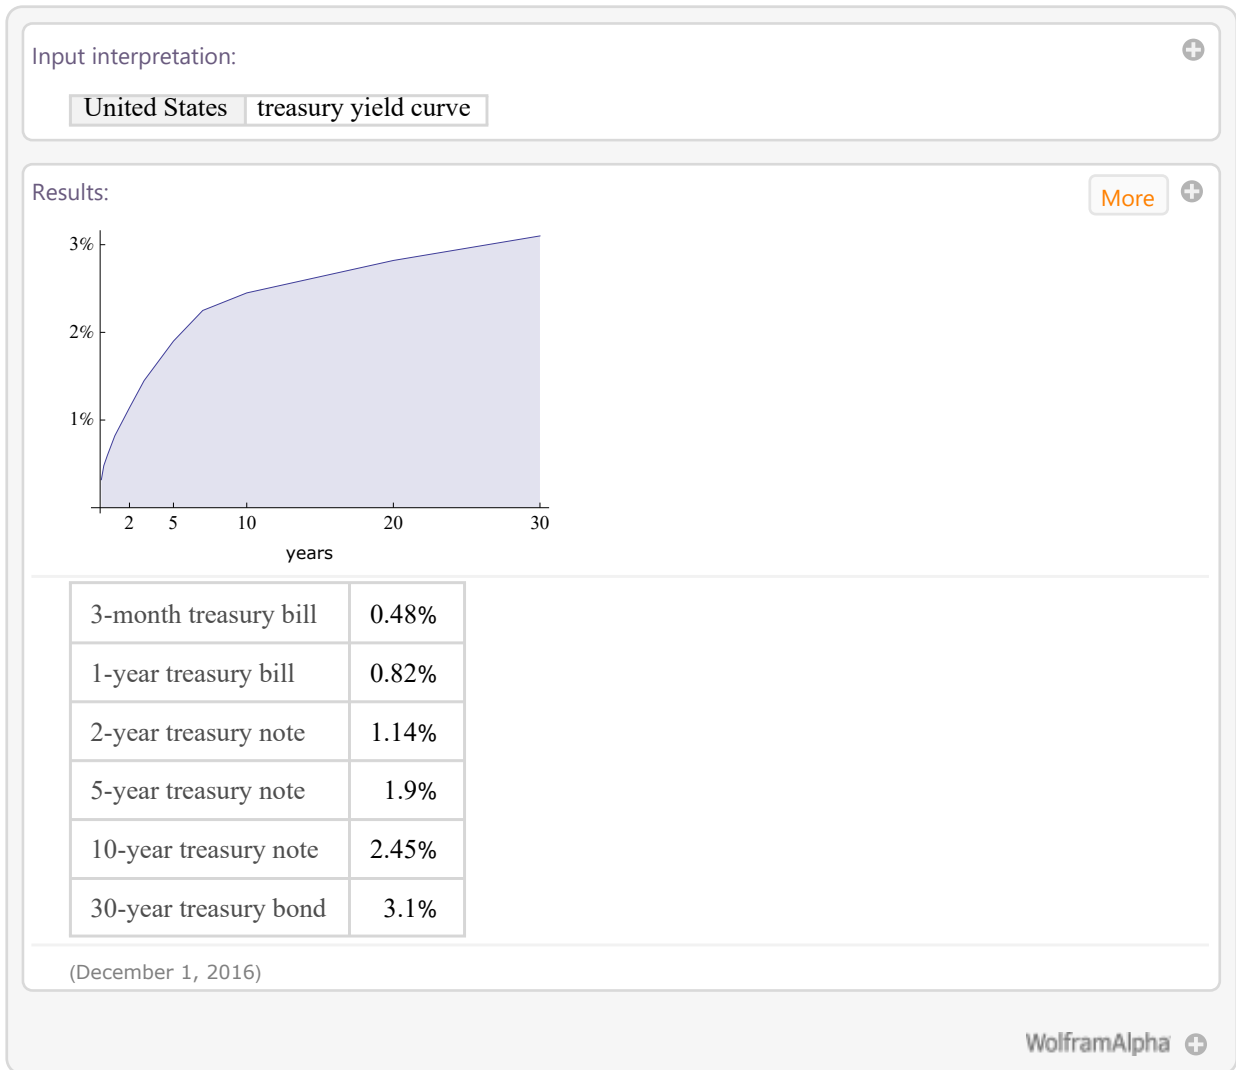 Input interpretation:
United States treasury yield curve
Results:
More
3%
2%
1%
2 5 10 20 30
years
3-month treasury bill 0.48%
1-year treasury bill 0.82%
2-year treasury note 1.14%
5-year treasury note 1.9%
10-year treasury note 2.45%
30-year treasury bond 3.1%
(December 1, 2016)
WolframAlpha